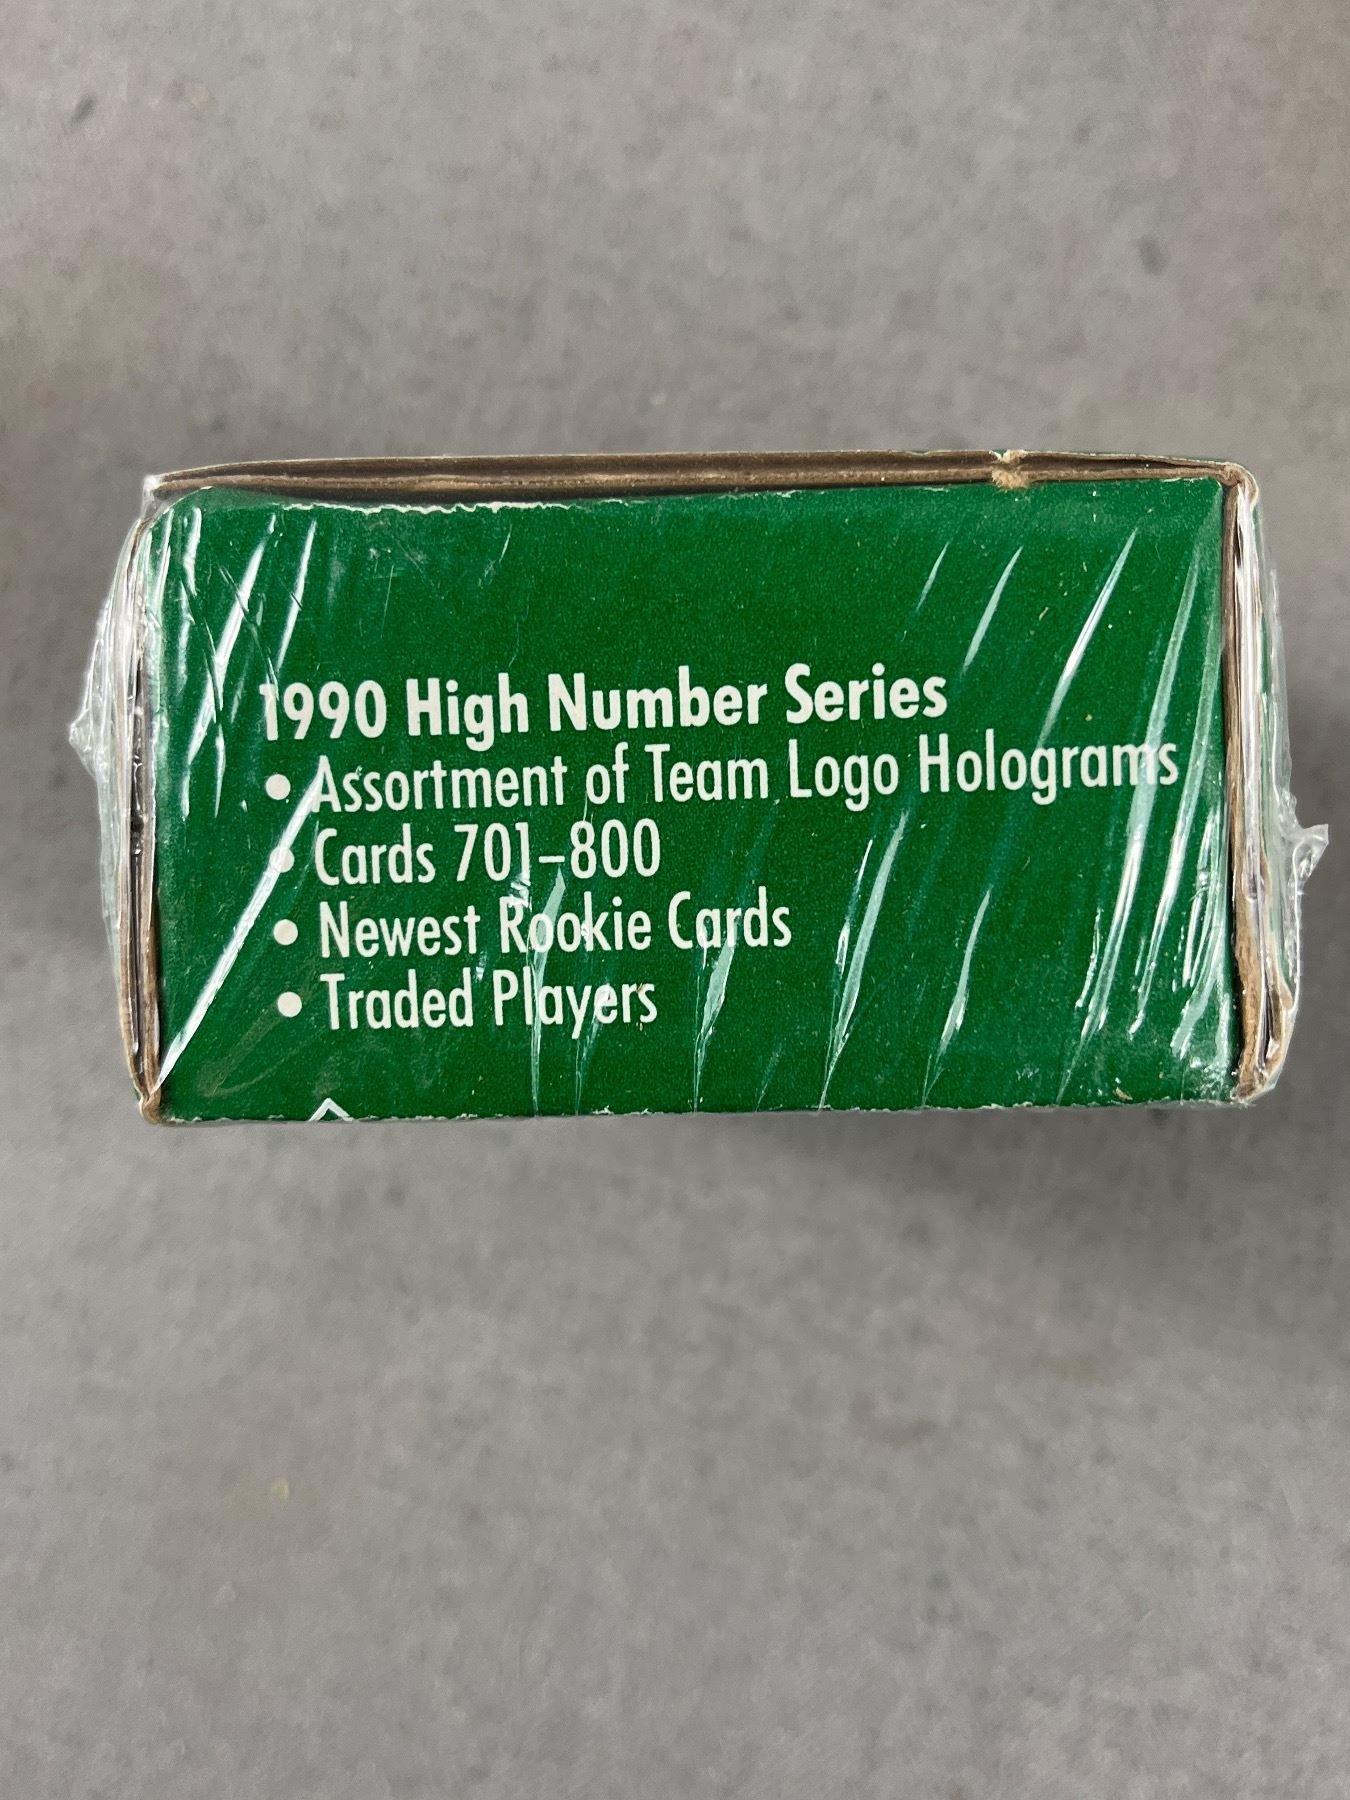 1990 High Number Series
• Assortment of Team Logo Holograms
• Cards 701–800
• Newest Rookie Cards
• Traded Players